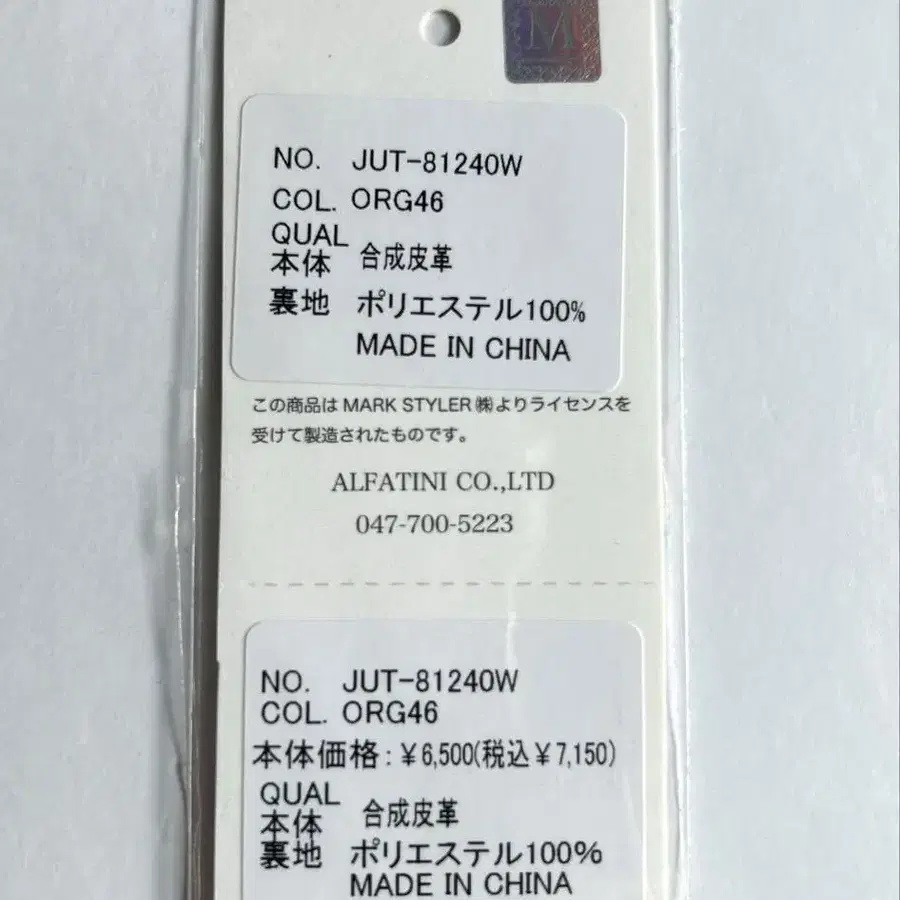 M
NO. JUT-81240W
COL. ORG46
QUAL
本体 合成皮革
裏地 ポリエステル100%
MADE IN CHINA
この商品は MARK STYLER ㈱よりライセンスを
受けて製造されたものです。
ALFATINI CO.,LTD
047-700-5223
NO. JUT-81240W
COL. ORG46
本体価格:￥6,500(税込￥7,150)
QUAL
本体 合成皮革
裏地 ポリエステル100%
MADE IN CHINA